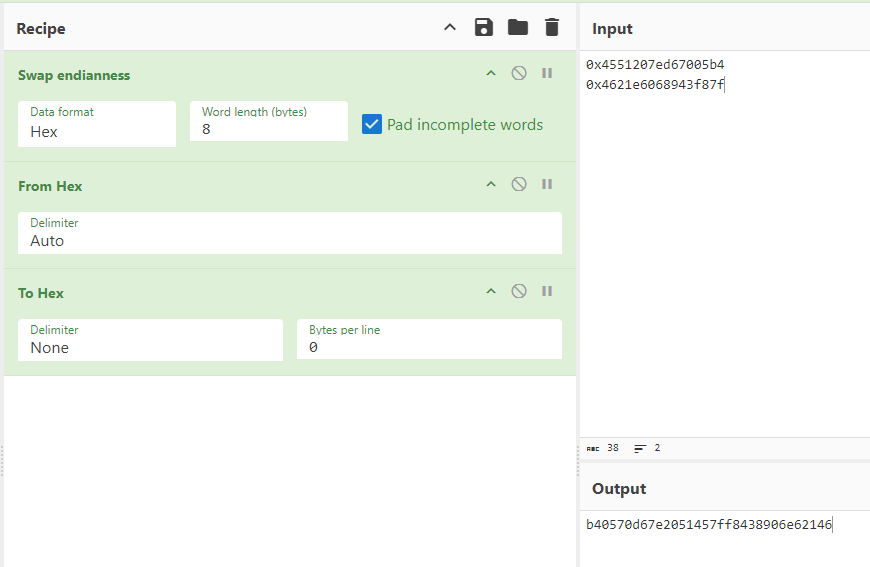 Recipe
Swap endianness
Data format
Hex
Word length (bytes)
8
Pad incomplete words
From Hex
Delimiter
Auto
To Hex
Delimiter
None
Bytes per line
0
Input
0x4551207ed67005b4
0x4621e6068943f87f
ABC 38 2
Output
b40570d67e2051457ff8438906e62146